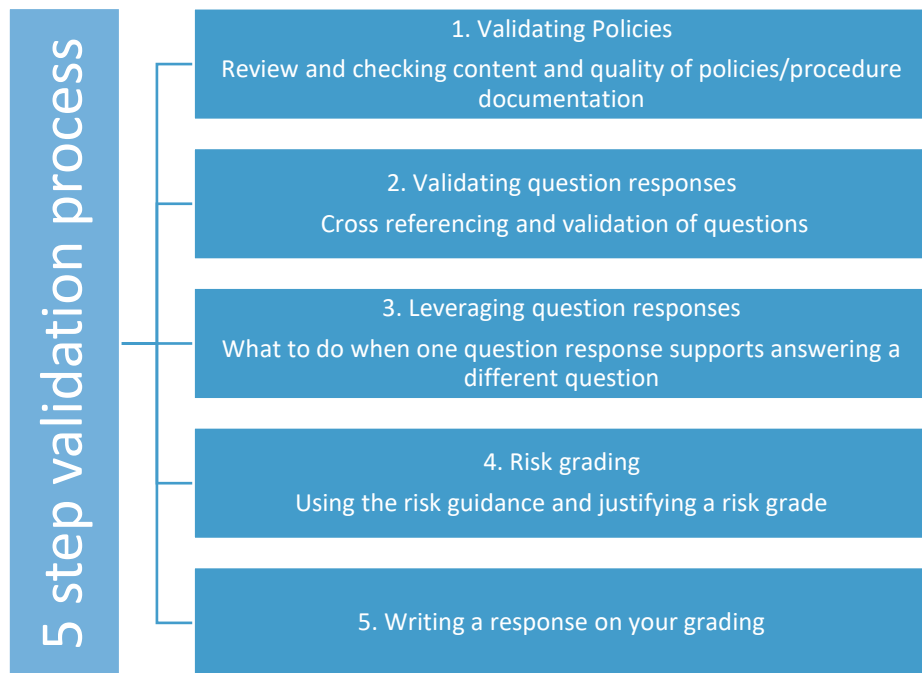 5 step validation process
1. Validating Policies
Review and checking content and quality of policies/procedure
documentation
2. Validating question responses
Cross referencing and validation of questions
3. Leveraging question responses
What to do when one question response supports answering a
different question
4. Risk grading
Using the risk guidance and justifying a risk grade
5. Writing a response on your grading